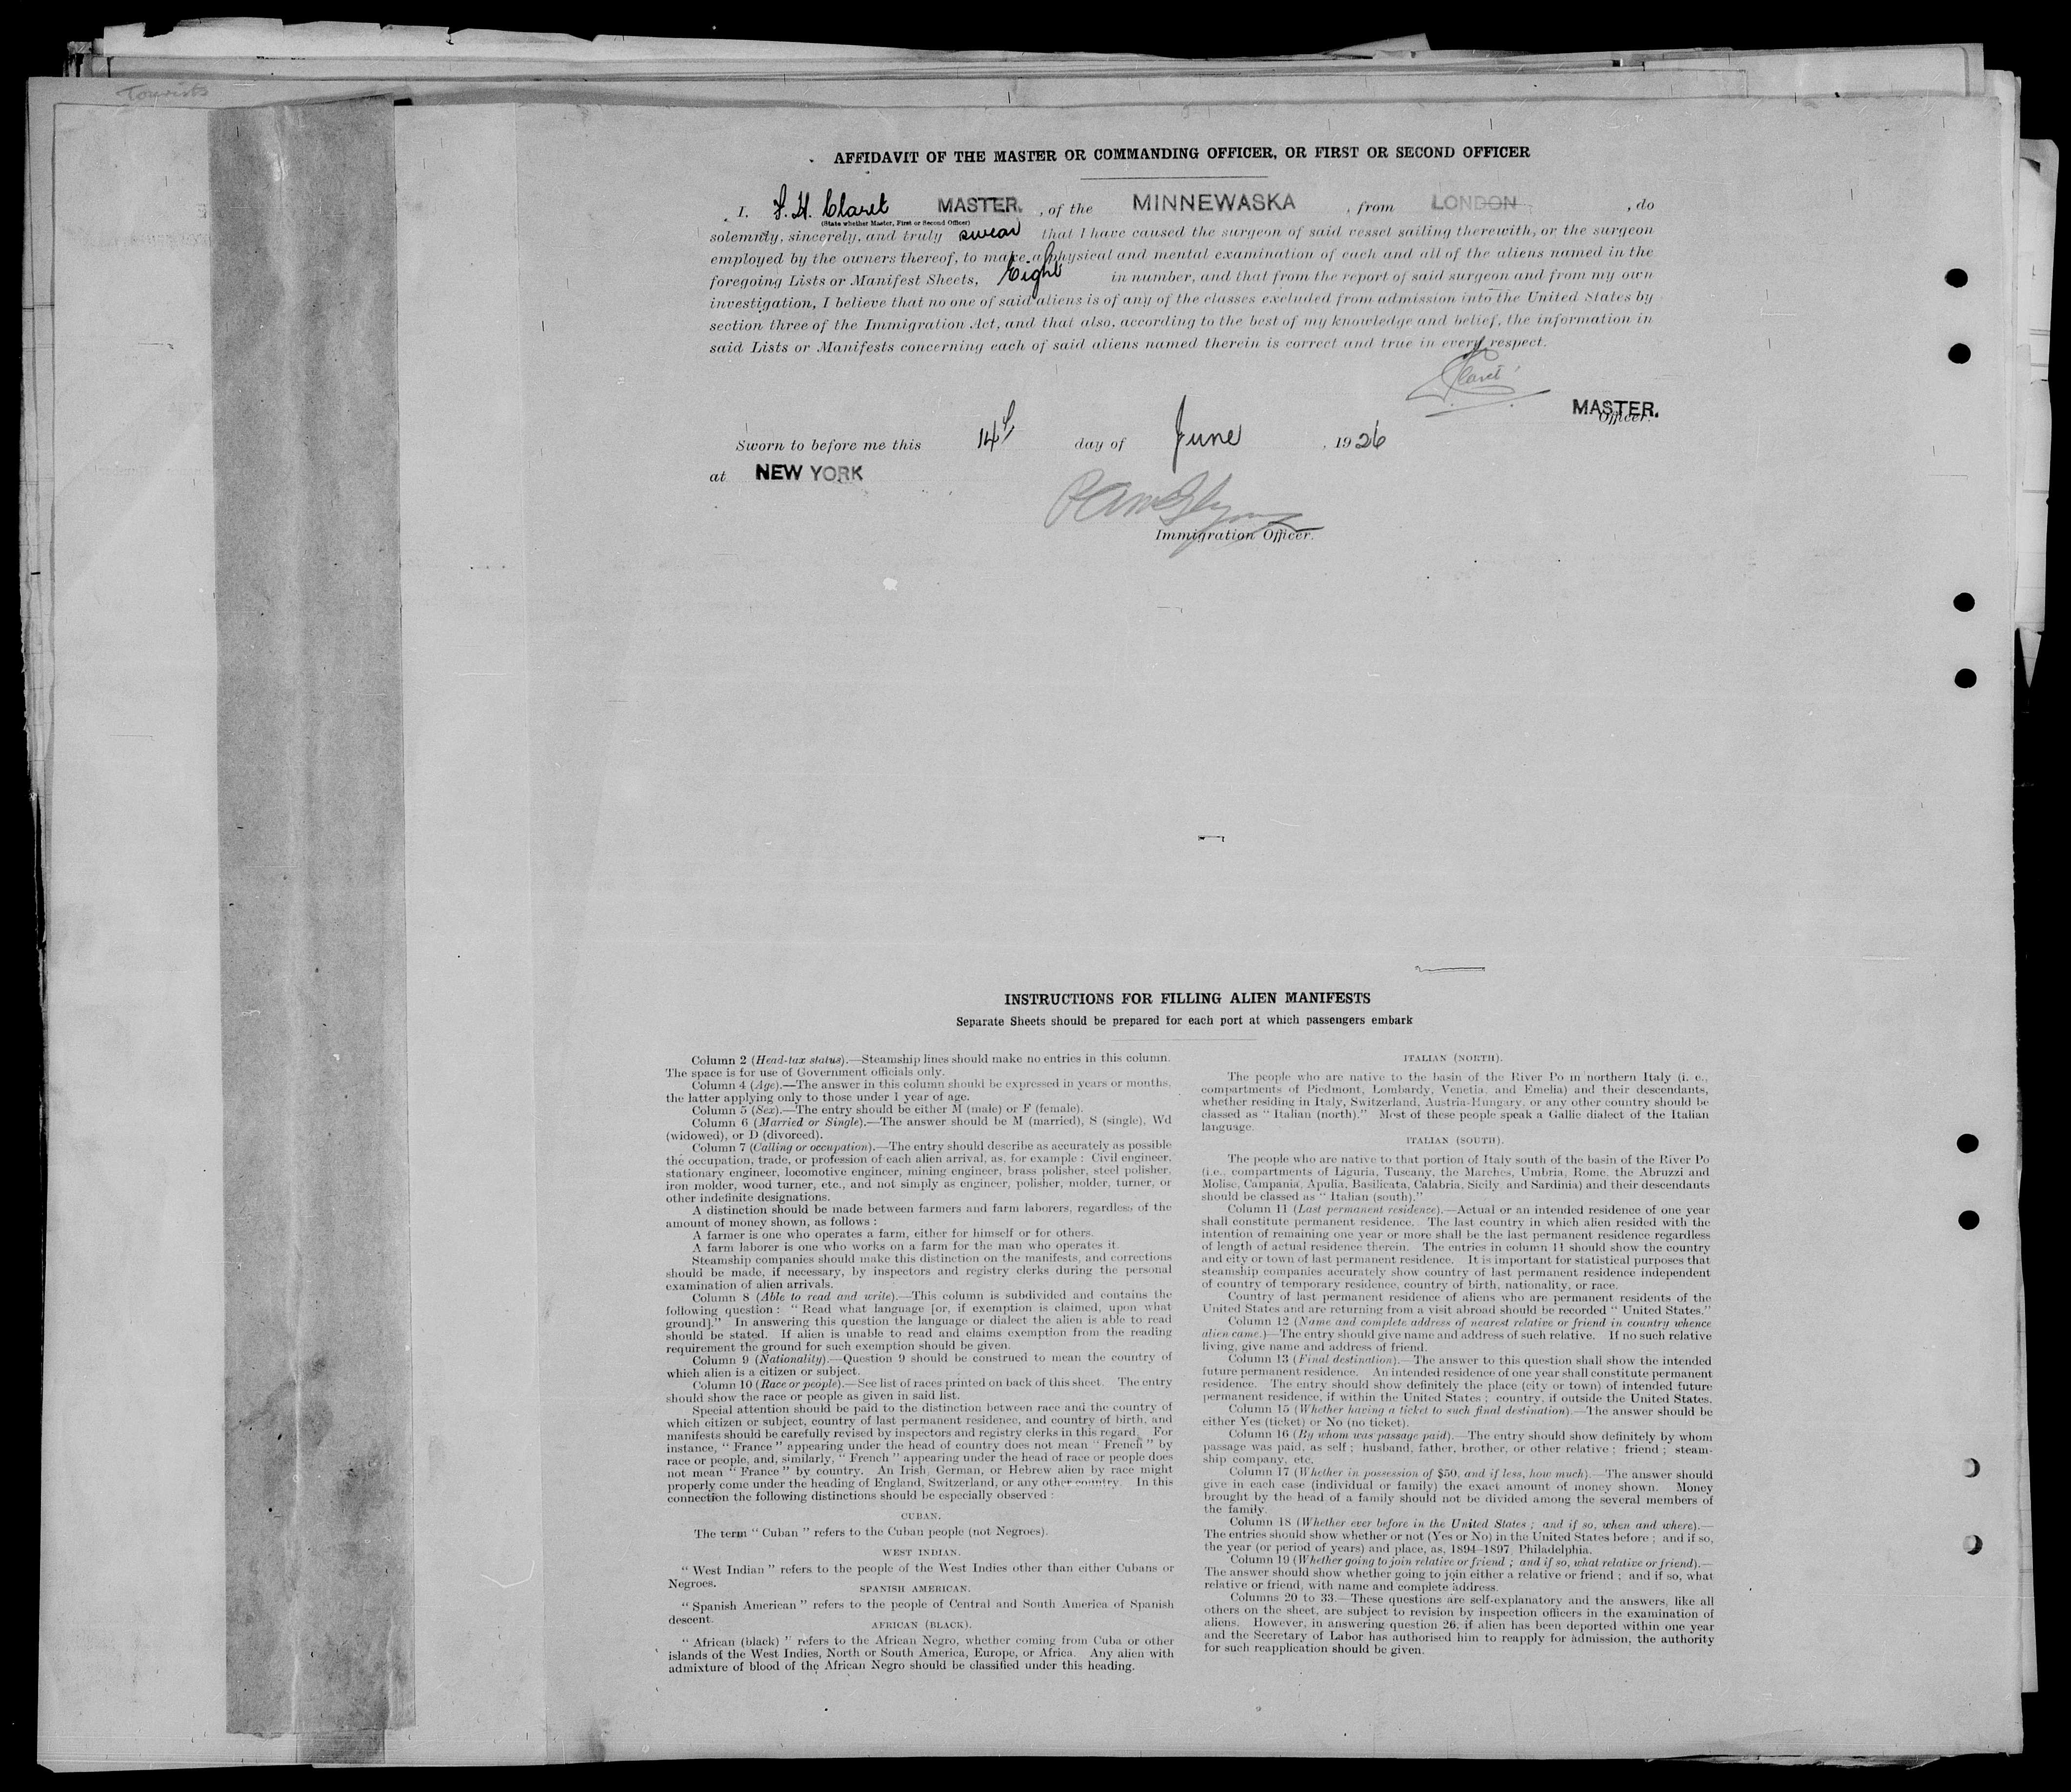 Tourists
AFFIDAVIT OF THE MASTER OR COMMANDING OFFICER, OR FIRST OR SECOND OFFICER
I, F. H. Claret MASTER. , of the MINNEWASKA , from LONDON , do
(State whether Master, First or Second Officer)
solemnly, sincerely, and truly swear that I have caused the surgeon of said vessel sailing therewith, or the surgeon
employed by the owners thereof, to make a physical and mental examination of each and all of the aliens named in the
foregoing Lists or Manifest Sheets, Eight in number, and that from the report of said surgeon and from my own
investigation, I believe that no one of said aliens is of any of the classes excluded from admission into the United States by
section three of the Immigration Act, and that also, according to the best of my knowledge and belief, the information in
said Lists or Manifests concerning each of said aliens named therein is correct and true in every respect.
Claret
MASTER.
Officer.
Sworn to before me this 14th day of June , 1926
at NEW YORK
Immigration Officer.
INSTRUCTIONS FOR FILLING ALIEN MANIFESTS
Separate Sheets should be prepared for each port at which passengers embark
Column 2 (Head-tax status).—Steamship lines should make no entries in this column.
The space is for use of Government officials only.
Column 4 (Age).—The answer in this column should be expressed in years or months,
the latter applying only to those under 1 year of age.
Column 5 (Sex).—The entry should be either M (male) or F (female).
Column 6 (Married or Single).—The answer should be M (married), S (single), Wd
(widowed), or D (divorced).
Column 7 (Calling or occupation).—The entry should describe as accurately as possible
the occupation, trade, or profession of each alien arrival, as, for example : Civil engineer,
stationary engineer, locomotive engineer, mining engineer, brass polisher, steel polisher,
iron molder, wood turner, etc., and not simply as engineer, polisher, molder, turner, or
other indefinite designations.
A distinction should be made between farmers and farm laborers, regardless of the
amount of money shown, as follows :
A farmer is one who operates a farm, either for himself or for others.
A farm laborer is one who works on a farm for the man who operates it.
Steamship companies should make this distinction on the manifests, and corrections
should be made, if necessary, by inspectors and registry clerks during the personal
examination of alien arrivals.
Column 8 (Able to read and write).—This column is subdivided and contains the
following question : " Read what language [or, if exemption is claimed, upon what
ground]." In answering this question the language or dialect the alien is able to read
should be stated. If alien is unable to read and claims exemption from the reading
requirement the ground for such exemption should be given.
Column 9 (Nationality).—Question 9 should be construed to mean the country of
which alien is a citizen or subject.
Column 10 (Race or people).—See list of races printed on back of this sheet. The entry
should show the race or people as given in said list.
Special attention should be paid to the distinction between race and the country of
which citizen or subject, country of last permanent residence, and country of birth, and
manifests should be carefully revised by inspectors and registry clerks in this regard. For
instance, " France " appearing under the head of country does not mean " French " by
race or people, and, similarly, " French " appearing under the head of race or people does
not mean " France " by country. An Irish, German, or Hebrew alien by race might
properly come under the heading of England, Switzerland, or any other country. In this
connection the following distinctions should be especially observed :
CUBAN.
The term " Cuban " refers to the Cuban people (not Negroes).
WEST INDIAN.
" West Indian " refers to the people of the West Indies other than either Cubans or
Negroes.
SPANISH AMERICAN.
" Spanish American " refers to the people of Central and South America of Spanish
descent.
AFRICAN (BLACK).
" African (black) " refers to the African Negro, whether coming from Cuba or other
islands of the West Indies, North or South America, Europe, or Africa. Any alien with
admixture of blood of the African Negro should be classified under this heading.
ITALIAN (NORTH).
The people who are native to the basin of the River Po in northern Italy (i. e.,
compartments of Piedmont, Lombardy, Venetia, and Emelia) and their descendants,
whether residing in Italy, Switzerland, Austria-Hungary, or any other country should be
classed as " Italian (north)." Most of these people speak a Gallic dialect of the Italian
language.
ITALIAN (SOUTH).
The people who are native to that portion of Italy south of the basin of the River Po
(i.e., compartments of Liguria, Tuscany, the Marches, Umbria, Rome, the Abruzzi and
Molise, Campania, Apulia, Basilicata, Calabria, Sicily and Sardinia) and their descendants
should be classed as " Italian (south)."
Column 11 (Last permanent residence).—Actual or an intended residence of one year
shall constitute permanent residence. The last country in which alien resided with the
intention of remaining one year or more shall be the last permanent residence regardless
of length of actual residence therein. The entries in column 11 should show the country
and city or town of last permanent residence. It is important for statistical purposes that
steamship companies accurately show country of last permanent residence independent
of country of temporary residence, country of birth, nationality, or race.
Country of last permanent residence of aliens who are permanent residents of the
United States and are returning from a visit abroad should be recorded " United States."
Column 12 (Name and complete address of nearest relative or friend in country whence
alien came.)—The entry should give name and address of such relative. If no such relative
living, give name and address of friend.
Column 13 (Final destination).—The answer to this question shall show the intended
future permanent residence. An intended residence of one year shall constitute permanent
residence. The entry should show definitely the place (city or town) of intended future
permanent residence, if within the United States ; country, if outside the United States.
Column 15 (Whether having a ticket to such final destination).—The answer should be
either Yes (ticket) or No (no ticket).
Column 16 (By whom was passage paid).—The entry should show definitely by whom
passage was paid, as self ; husband, father, brother, or other relative ; friend ; steam-
ship company, etc.
Column 17 (Whether in possession of $50, and if less, how much).—The answer should
give in each case (individual or family) the exact amount of money shown. Money
brought by the head of a family should not be divided among the several members of
the family.
Column 18 (Whether ever before in the United States ; and if so, when and where).—
The entries should show whether or not (Yes or No) in the United States before ; and if so,
the year (or period of years) and place, as, 1894–1897, Philadelphia.
Column 19 (Whether going to join relative or friend ; and if so, what relative or friend).—
The answer should show whether going to join either a relative or friend ; and if so, what
relative or friend, with name and complete address.
Columns 20 to 33.—These questions are self-explanatory and the answers, like all
others on the sheet, are subject to revision by inspection officers in the examination of
aliens. However, in answering question 26, if alien has been deported within one year
and the Secretary of Labor has authorised him to reapply for admission, the authority
for such reapplication should be given.